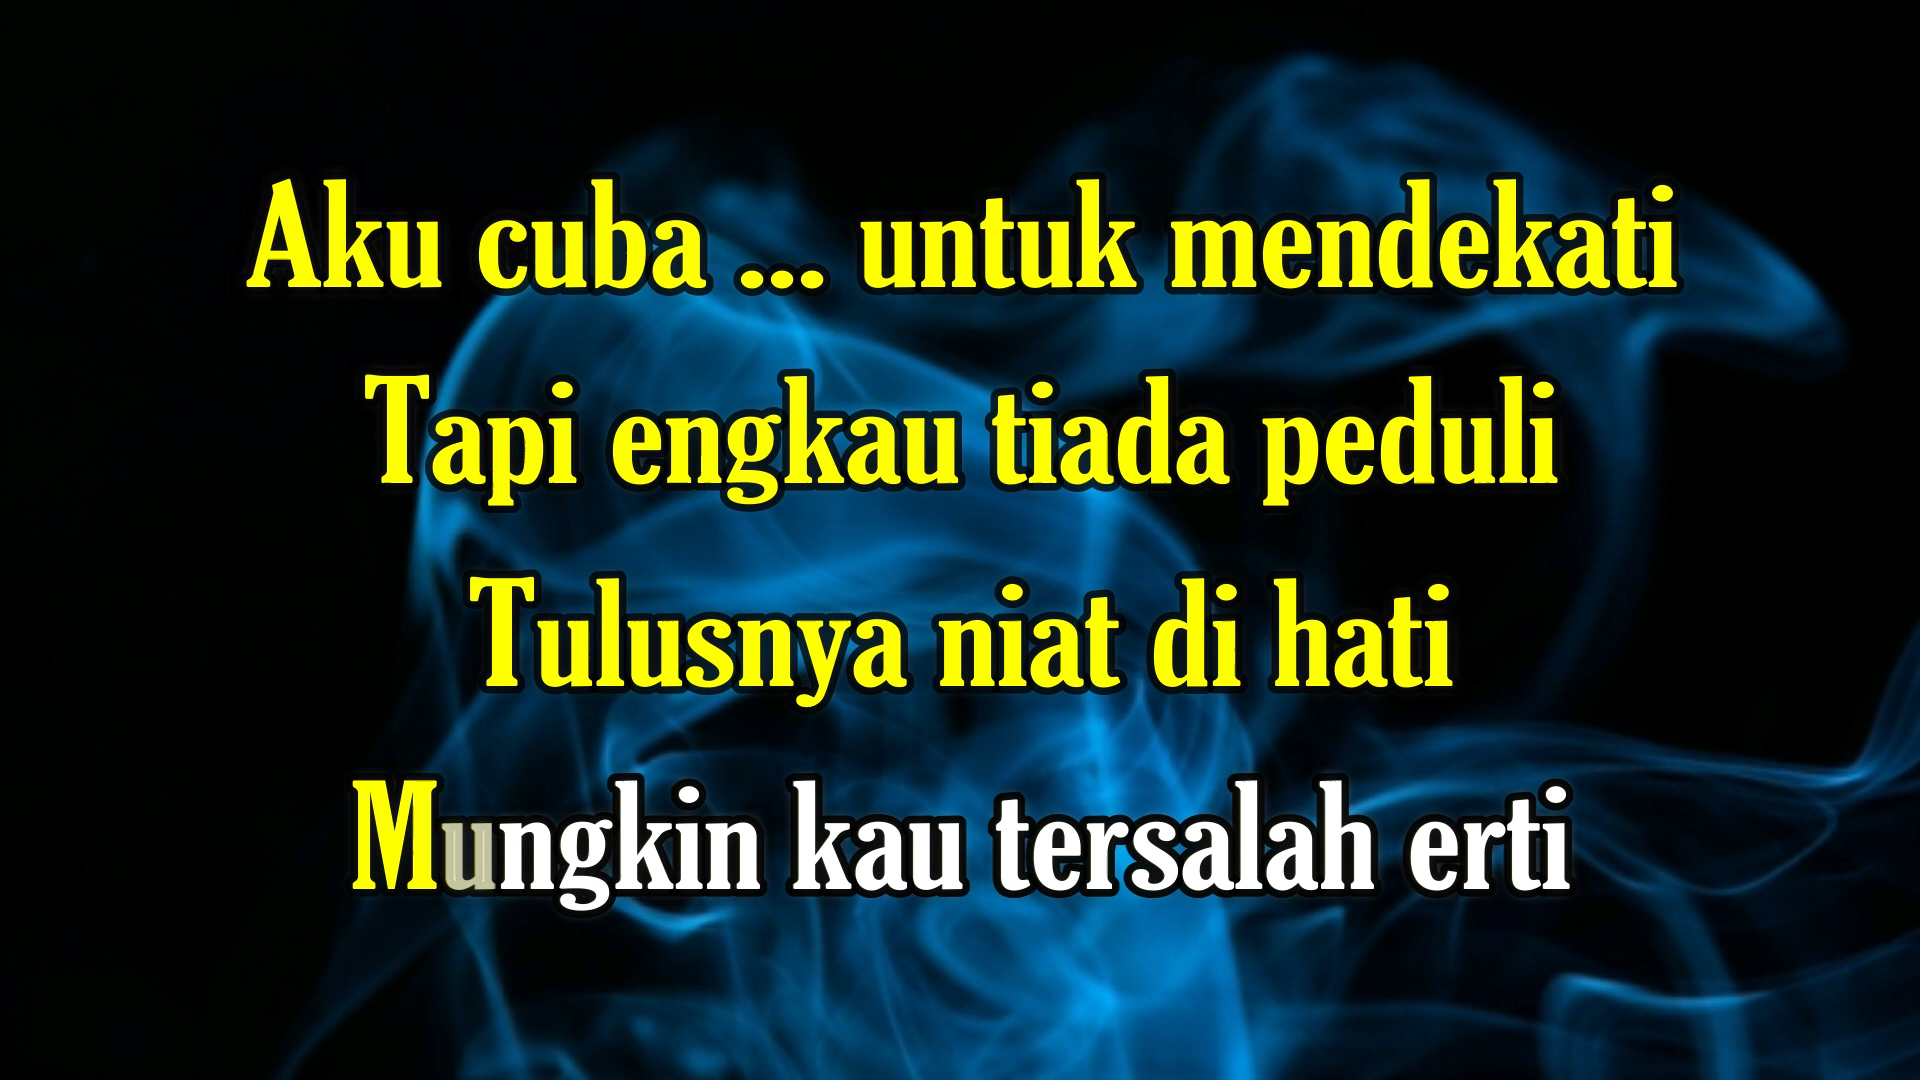 Aku cuba ... untuk mendekati
Tapi engkau tiada peduli
Tulusnya niat di hati
Mungkin kau tersalah erti